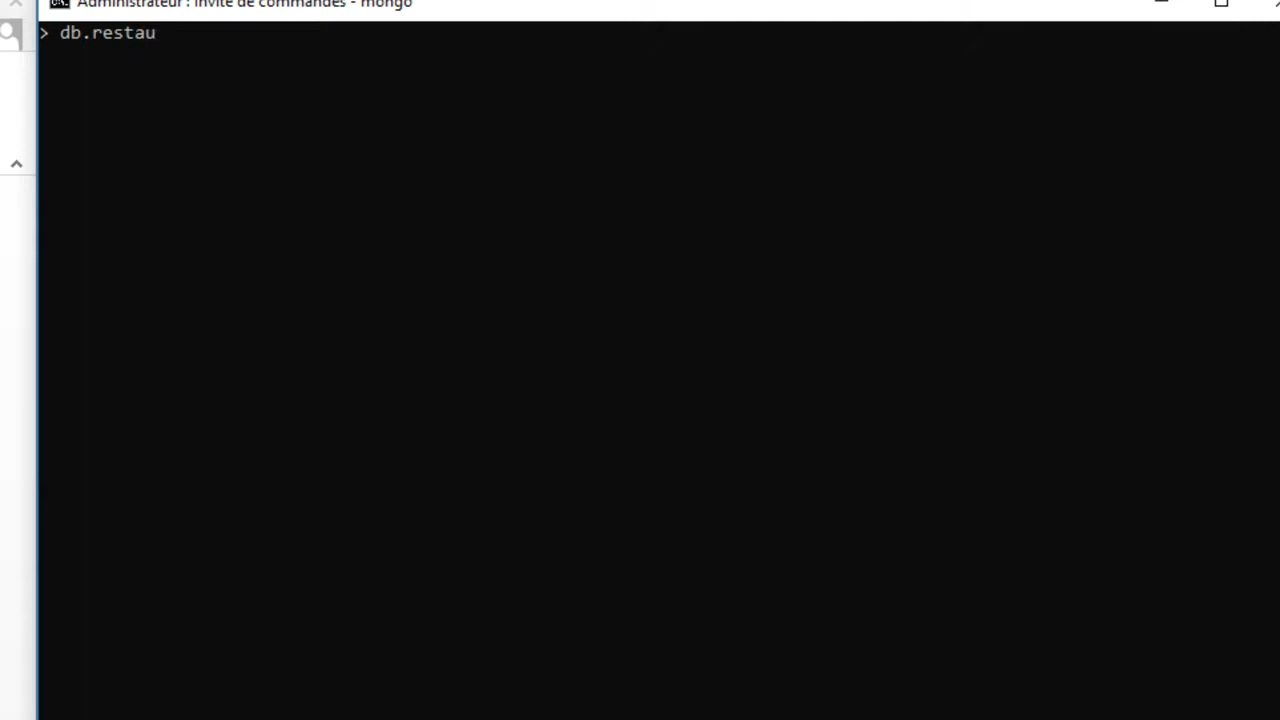 Administrateur : Invite de commandes - mongo
> db.restau